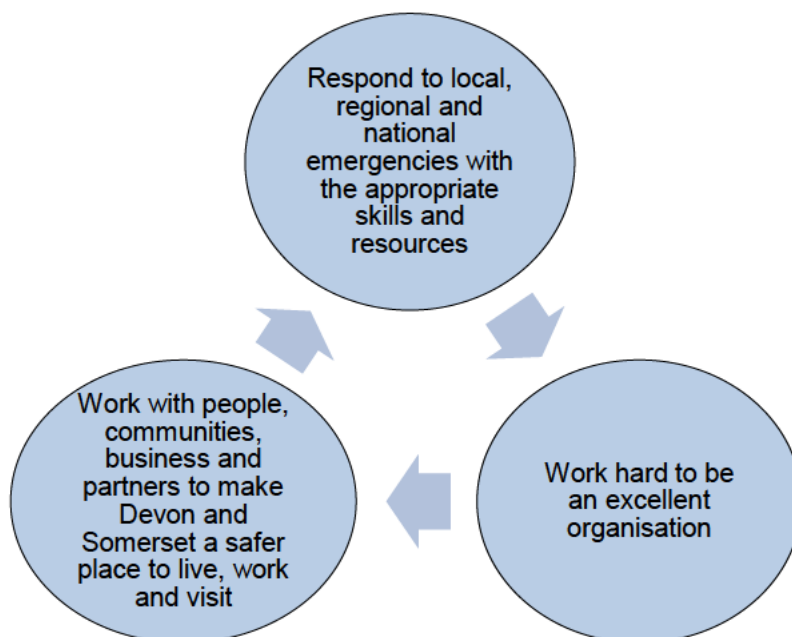 Respond to local,
regional and
national
emergencies with
the appropriate
skills and
resources
Work with people,
communities,
business and
partners to make
Devon and
Somerset a safer
place to live, work
and visit
Work hard to be
an excellent
organisation